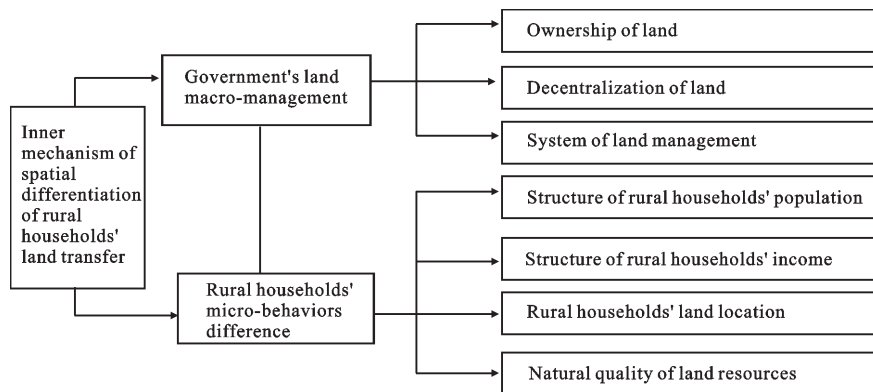 Inner
mechanism of
spatial
differentiation
of rural
households'
land transfer
Government's land
macro-management
Rural households'
micro-behaviors
difference
Ownership of land
Decentralization of land
System of land management
Structure of rural households' population
Structure of rural households' income
Rural households' land location
Natural quality of land resources